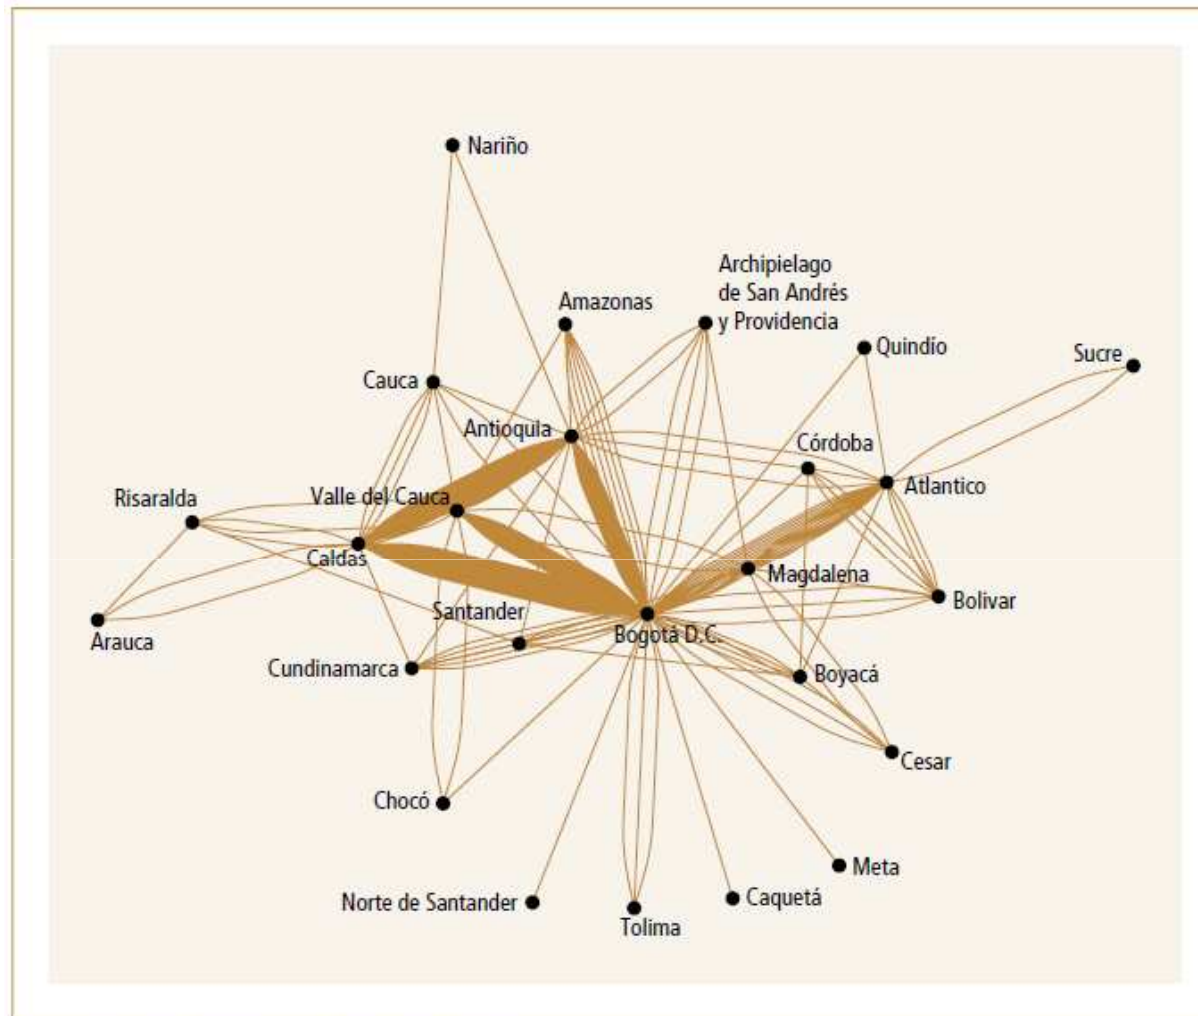 Nariño
Archipielago
de San Andrés
y Providencia
Amazonas
Quindío
Sucre
Cauca
Antioquia
Córdoba
Atlantico
Risaralda
Valle del Cauca
Caldas
Magdalena
Bolivar
Santander
Bogotá D.C.
Arauca
Cundinamarca
Boyacá
Cesar
Chocó
Meta
Norte de Santander
Caquetá
Tolima